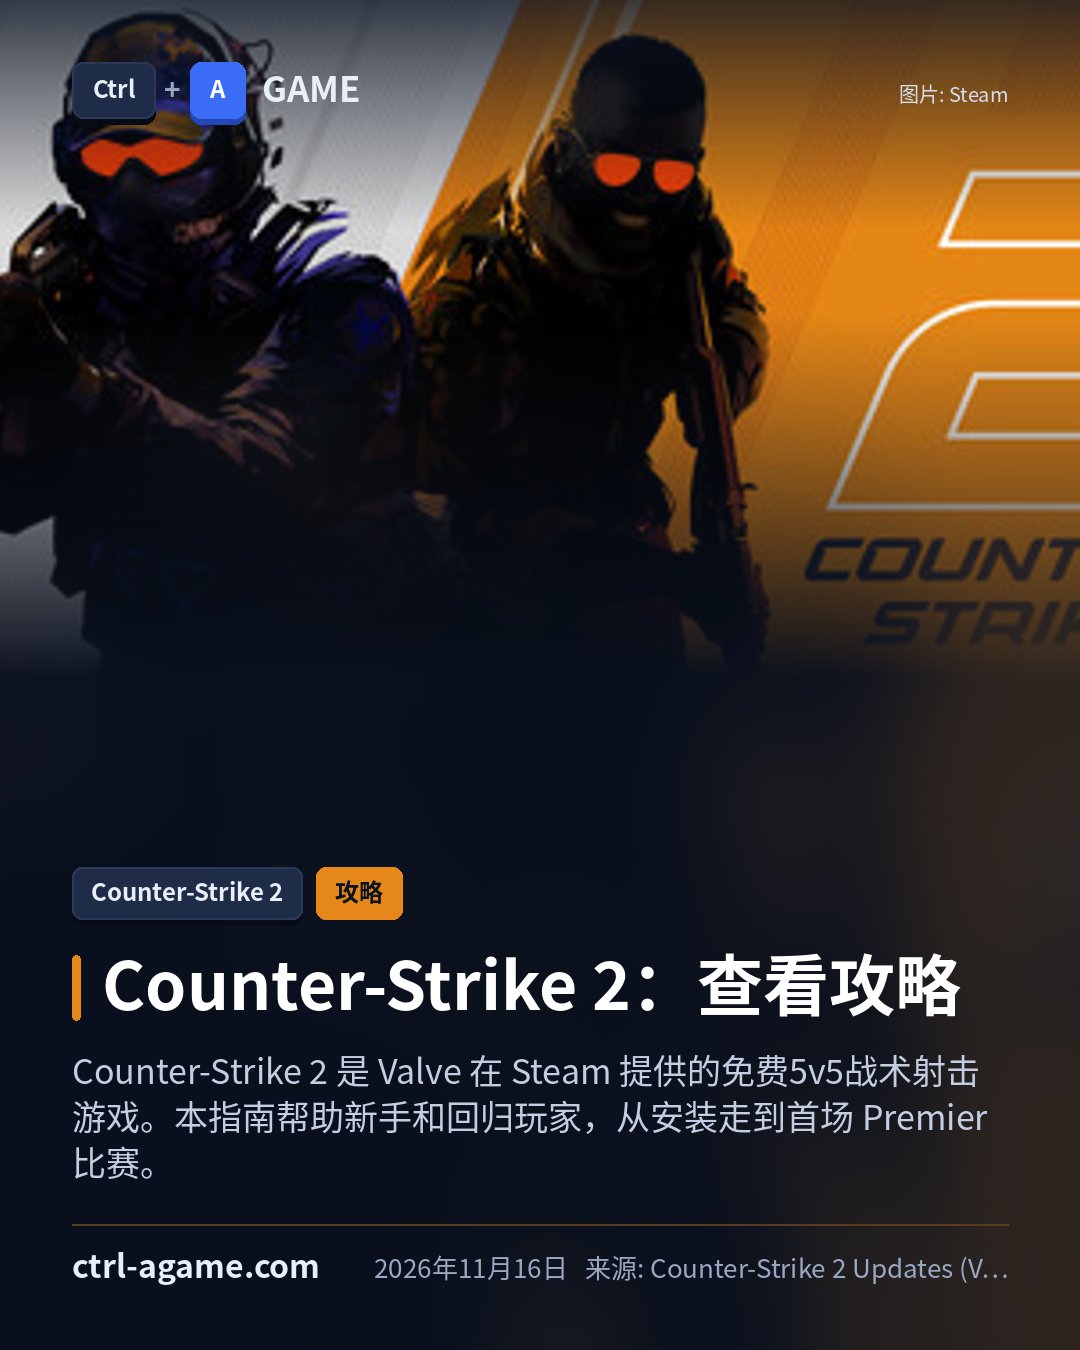 Ctrl + A GAME
图片: Steam
2
COUNT
STRIK
Counter-Strike 2 攻略
Counter-Strike 2：查看攻略
Counter-Strike 2 是 Valve 在 Steam 提供的免费5v5战术射击
游戏。本指南帮助新手和回归玩家，从安装走到首场 Premier
比赛。
ctrl-agame.com 2026年11月16日 来源: Counter-Strike 2 Updates (V…